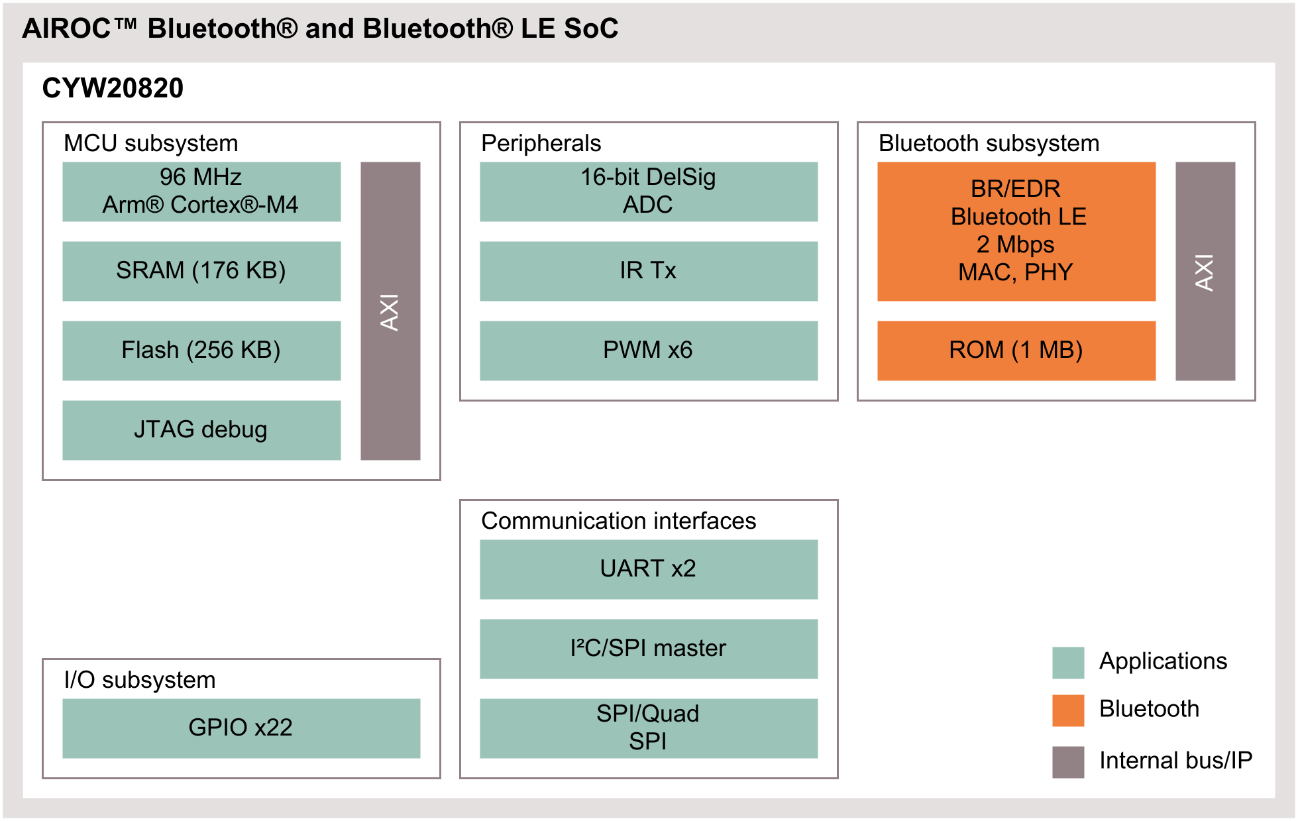 AIROC™ Bluetooth® and Bluetooth® LE SoC
CYW20820
MCU subsystem
96 MHz
Arm® Cortex®-M4
SRAM (176 KB)
Flash (256 KB)
JTAG debug
AXI
Peripherals
16-bit DelSig
ADC
IR Tx
PWM x6
Bluetooth subsystem
BR/EDR
Bluetooth LE
2 Mbps
MAC, PHY
ROM (1 MB)
AXI
Communication interfaces
UART x2
I²C/SPI master
SPI/Quad
SPI
I/O subsystem
GPIO x22
Applications
Bluetooth
Internal bus/IP